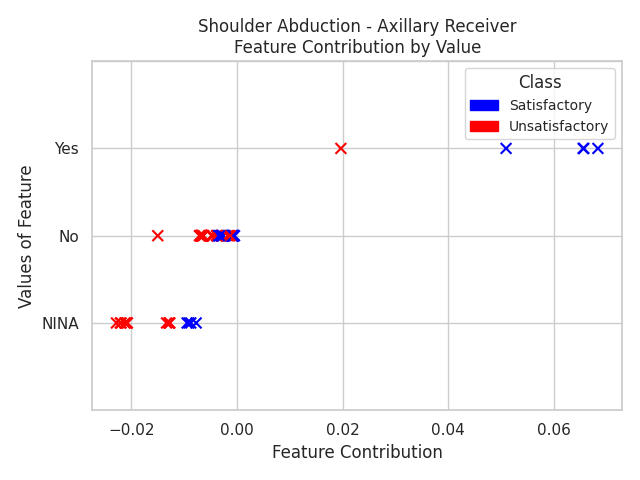 Shoulder Abduction - Axillary Receiver
Feature Contribution by Value
Class
Satisfactory
Unsatisfactory
Values of Feature
Yes
No
NINA
−0.02 0.00 0.02 0.04 0.06
Feature Contribution